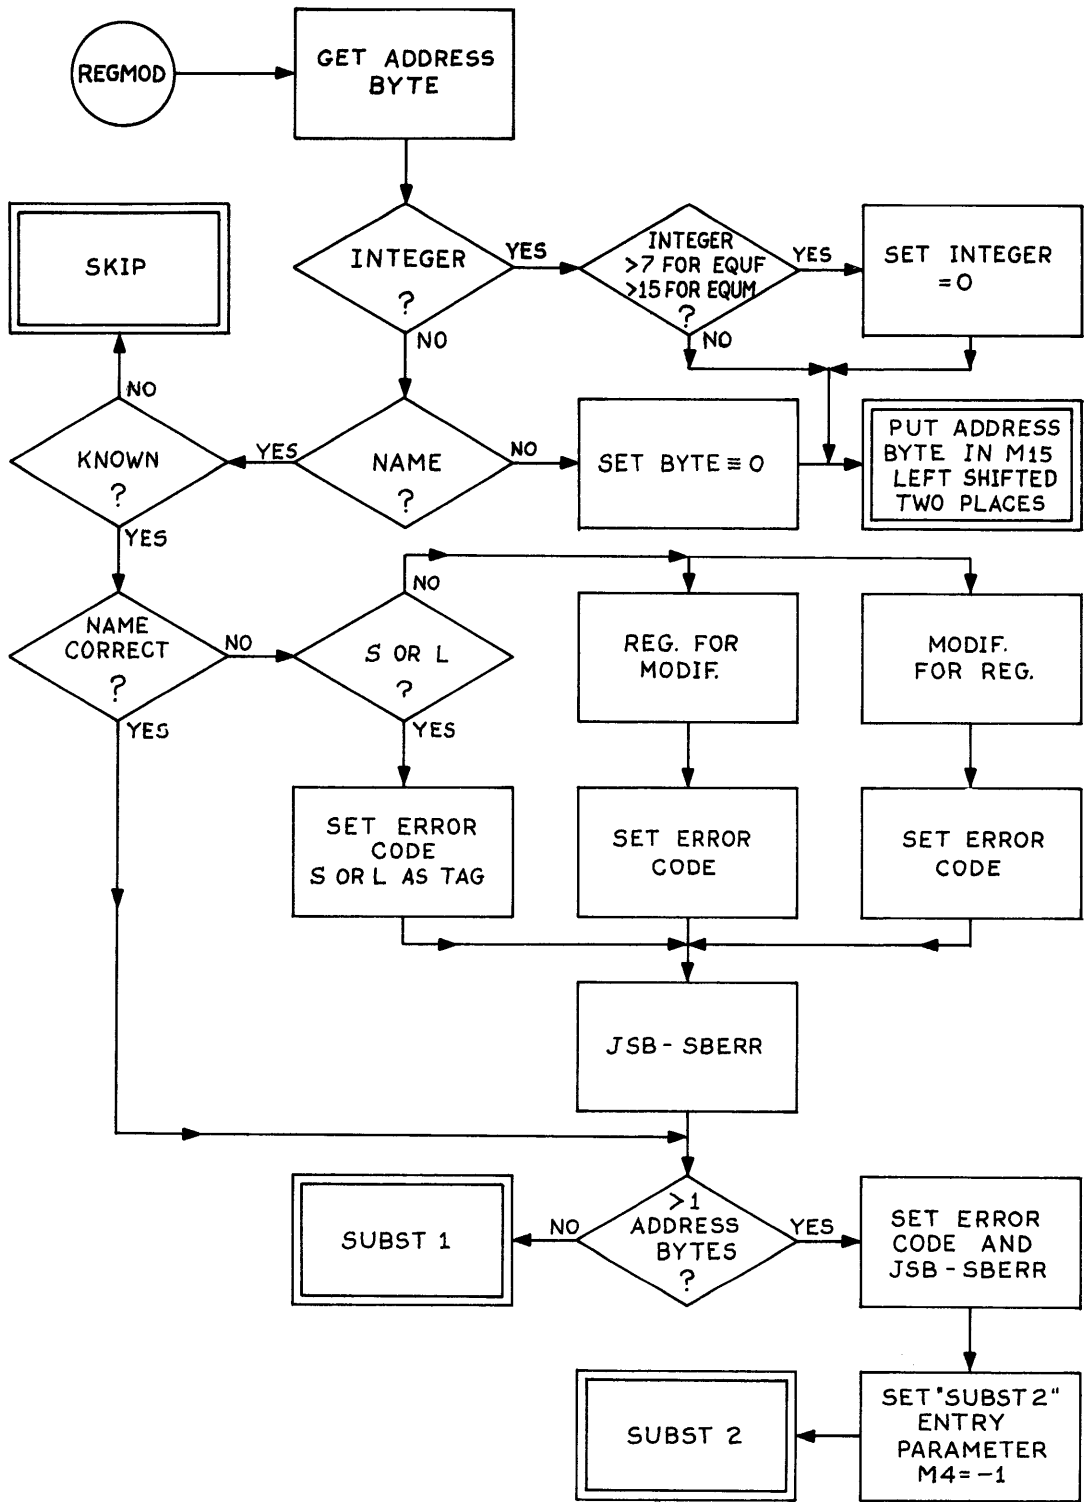 REGMOD
GET ADDRESS
BYTE
SKIP
INTEGER
?
YES
NO
INTEGER
>7 FOR EQUF
>15 FOR EQUM
?
YES
NO
SET INTEGER
=0
NO
KNOWN
?
YES
YES
NAME
?
NO
SET BYTE ≡ 0
PUT ADDRESS
BYTE IN M15
LEFT SHIFTED
TWO PLACES
NAME
CORRECT
?
NO
YES
S OR L
?
NO
YES
REG. FOR
MODIF.
MODIF.
FOR REG.
SET ERROR
CODE
S OR L AS TAG
SET ERROR
CODE
SET ERROR
CODE
JSB - SBERR
SUBST 1
NO
>1
ADDRESS
BYTES
?
YES
SET ERROR
CODE AND
JSB - SBERR
SUBST 2
SET "SUBST 2"
ENTRY
PARAMETER
M4= -1